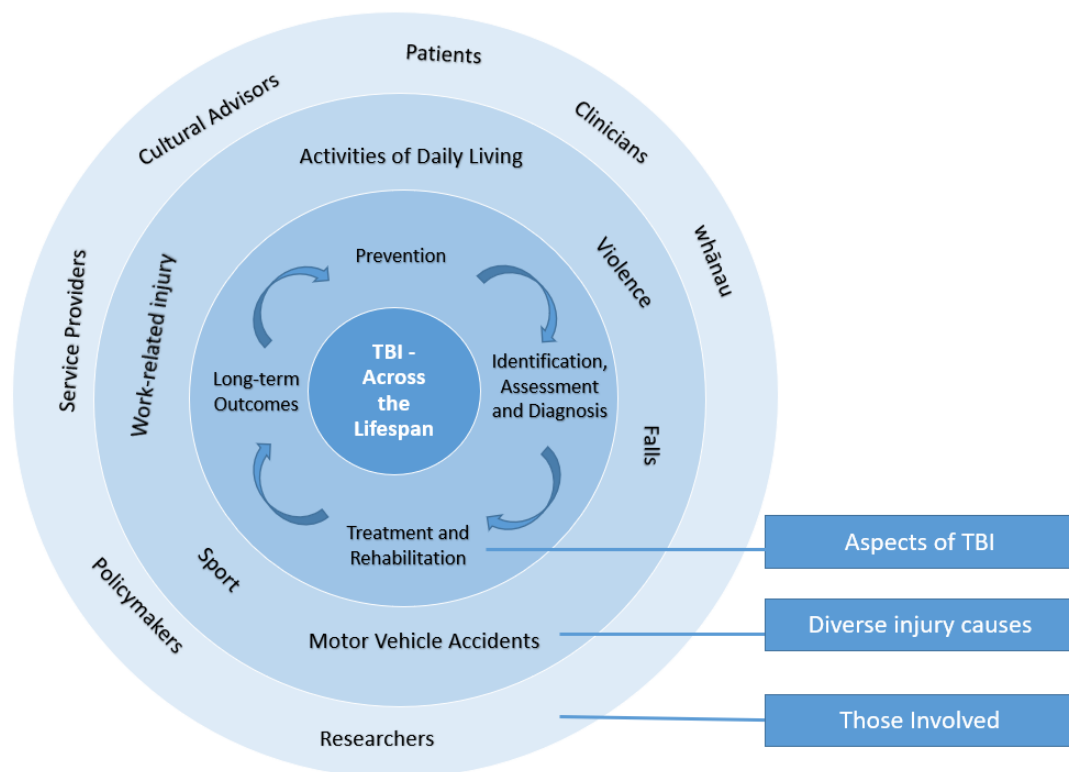 Patients
Cultural Advisors
Clinicians
whānau
Service Providers
Policymakers
Researchers
Activities of Daily Living
Violence
Work-related injury
Falls
Sport
Motor Vehicle Accidents
Prevention
Identification,
Assessment
and Diagnosis
Long-term
Outcomes
Treatment and
Rehabilitation
TBI -
Across
the
Lifespan
Aspects of TBI
Diverse injury causes
Those Involved